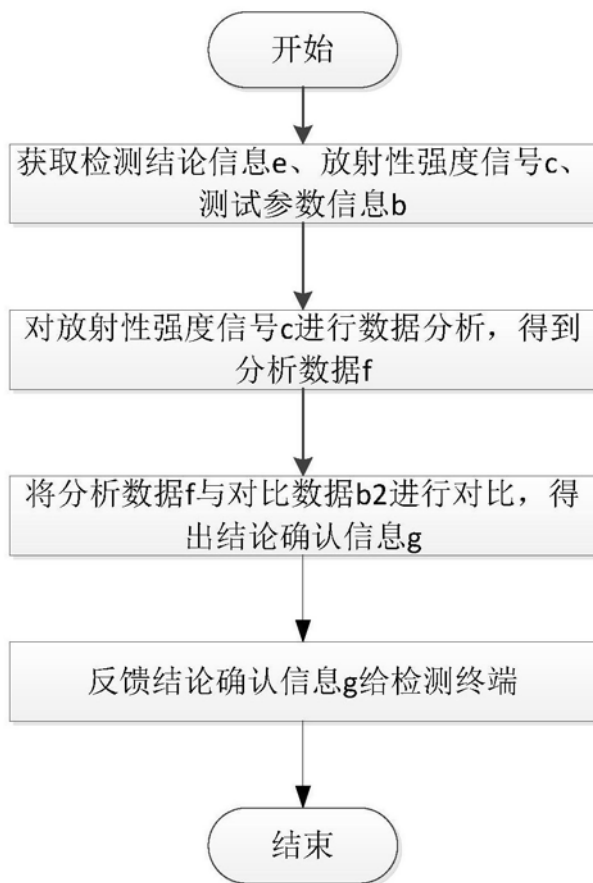 开始
获取检测结论信息e、放射性强度信号c、
测试参数信息b
对放射性强度信号c进行数据分析，得到
分析数据f
将分析数据f与对比数据b2进行对比，得
出结论确认信息g
反馈结论确认信息g给检测终端
结束